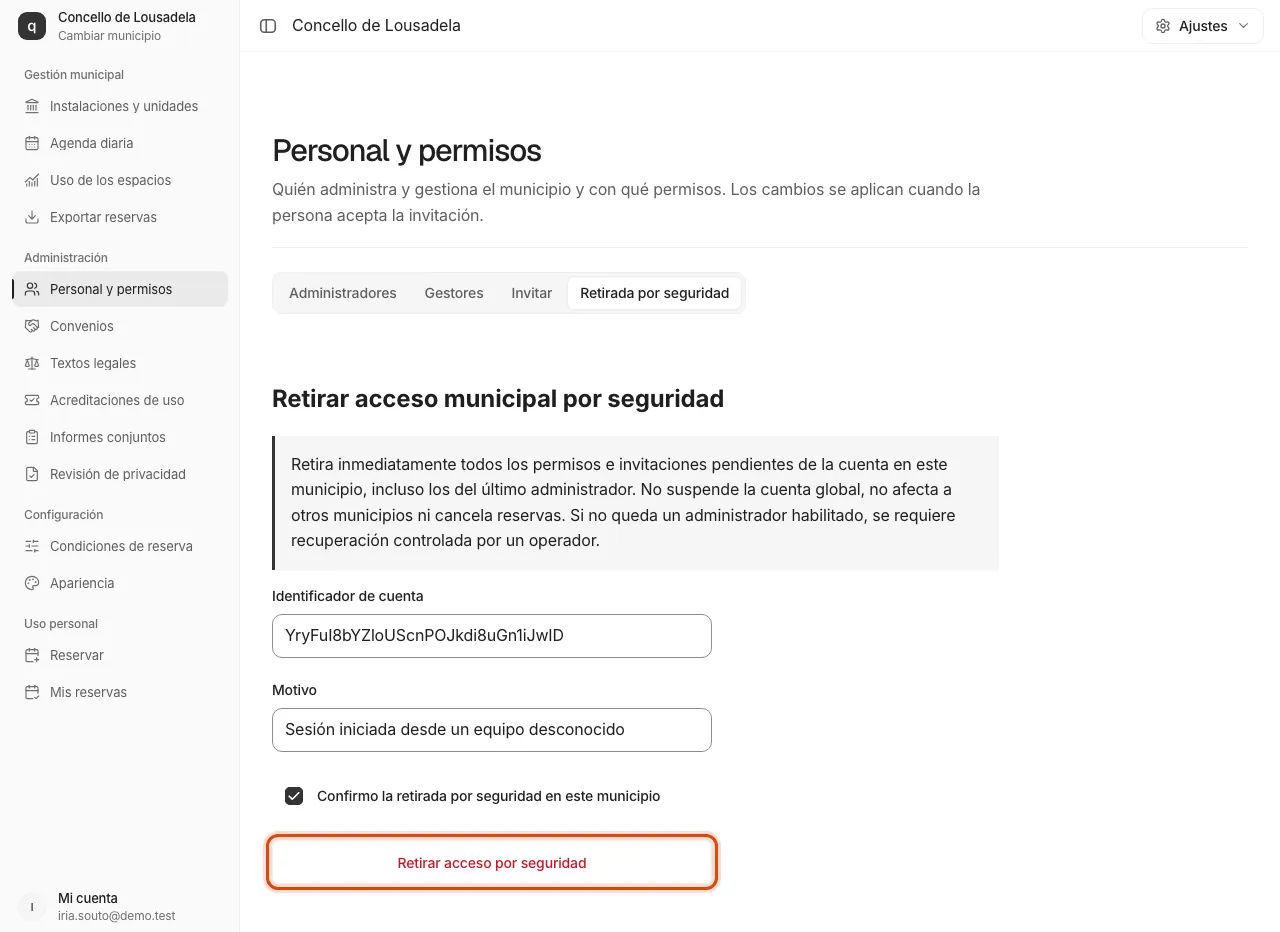 q
Concello de Lousadela
Cambiar municipio
Gestión municipal
Instalaciones y unidades
Agenda diaria
Uso de los espacios
Exportar reservas
Administración
Personal y permisos
Convenios
Textos legales
Acreditaciones de uso
Informes conjuntos
Revisión de privacidad
Configuración
Condiciones de reserva
Apariencia
Uso personal
Reservar
Mis reservas
I
Mi cuenta
iria.souto@demo.test
Concello de Lousadela
Ajustes
Personal y permisos
Quién administra y gestiona el municipio y con qué permisos. Los cambios se aplican cuando la
persona acepta la invitación.
Administradores Gestores Invitar Retirada por seguridad
Retirar acceso municipal por seguridad
Retira inmediatamente todos los permisos e invitaciones pendientes de la cuenta en este
municipio, incluso los del último administrador. No suspende la cuenta global, no afecta a
otros municipios ni cancela reservas. Si no queda un administrador habilitado, se requiere
recuperación controlada por un operador.
Identificador de cuenta
YryFuI8bYZloUScnPOJkdi8uGn1iJwID
Motivo
Sesión iniciada desde un equipo desconocido
Confirmo la retirada por seguridad en este municipio
Retirar acceso por seguridad